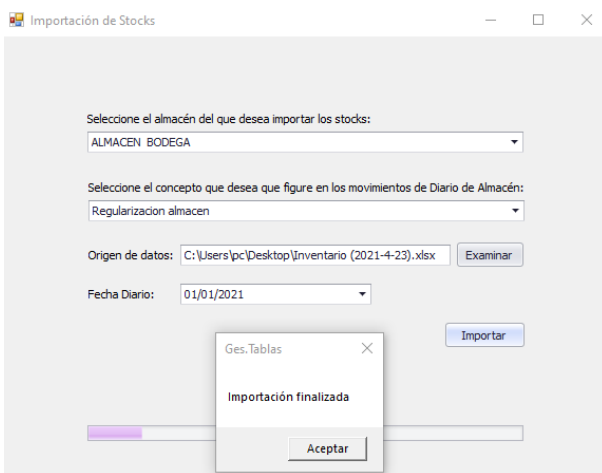 Importación de Stocks
Seleccione el almacén del que desea importar los stocks:
ALMACEN BODEGA
Seleccione el concepto que desea que figure en los movimientos de Diario de Almacén:
Regularizacion almacen
Origen de datos: C:\Users\pc\Desktop\Inventario (2021-4-23).xlsx Examinar
Fecha Diario: 01/01/2021
Importar
Ges.Tablas
Importación finalizada
Aceptar